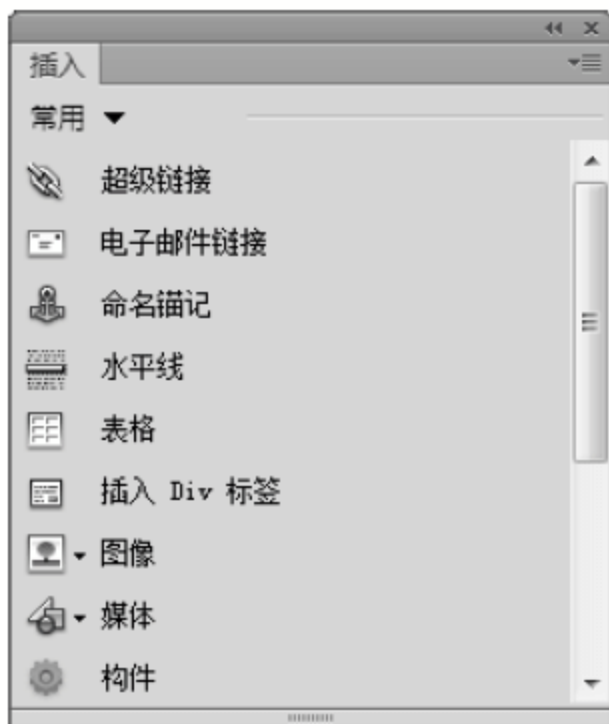 插入
常用
超级链接
电子邮件链接
命名锚记
水平线
表格
插入 Div 标签
图像
媒体
构件